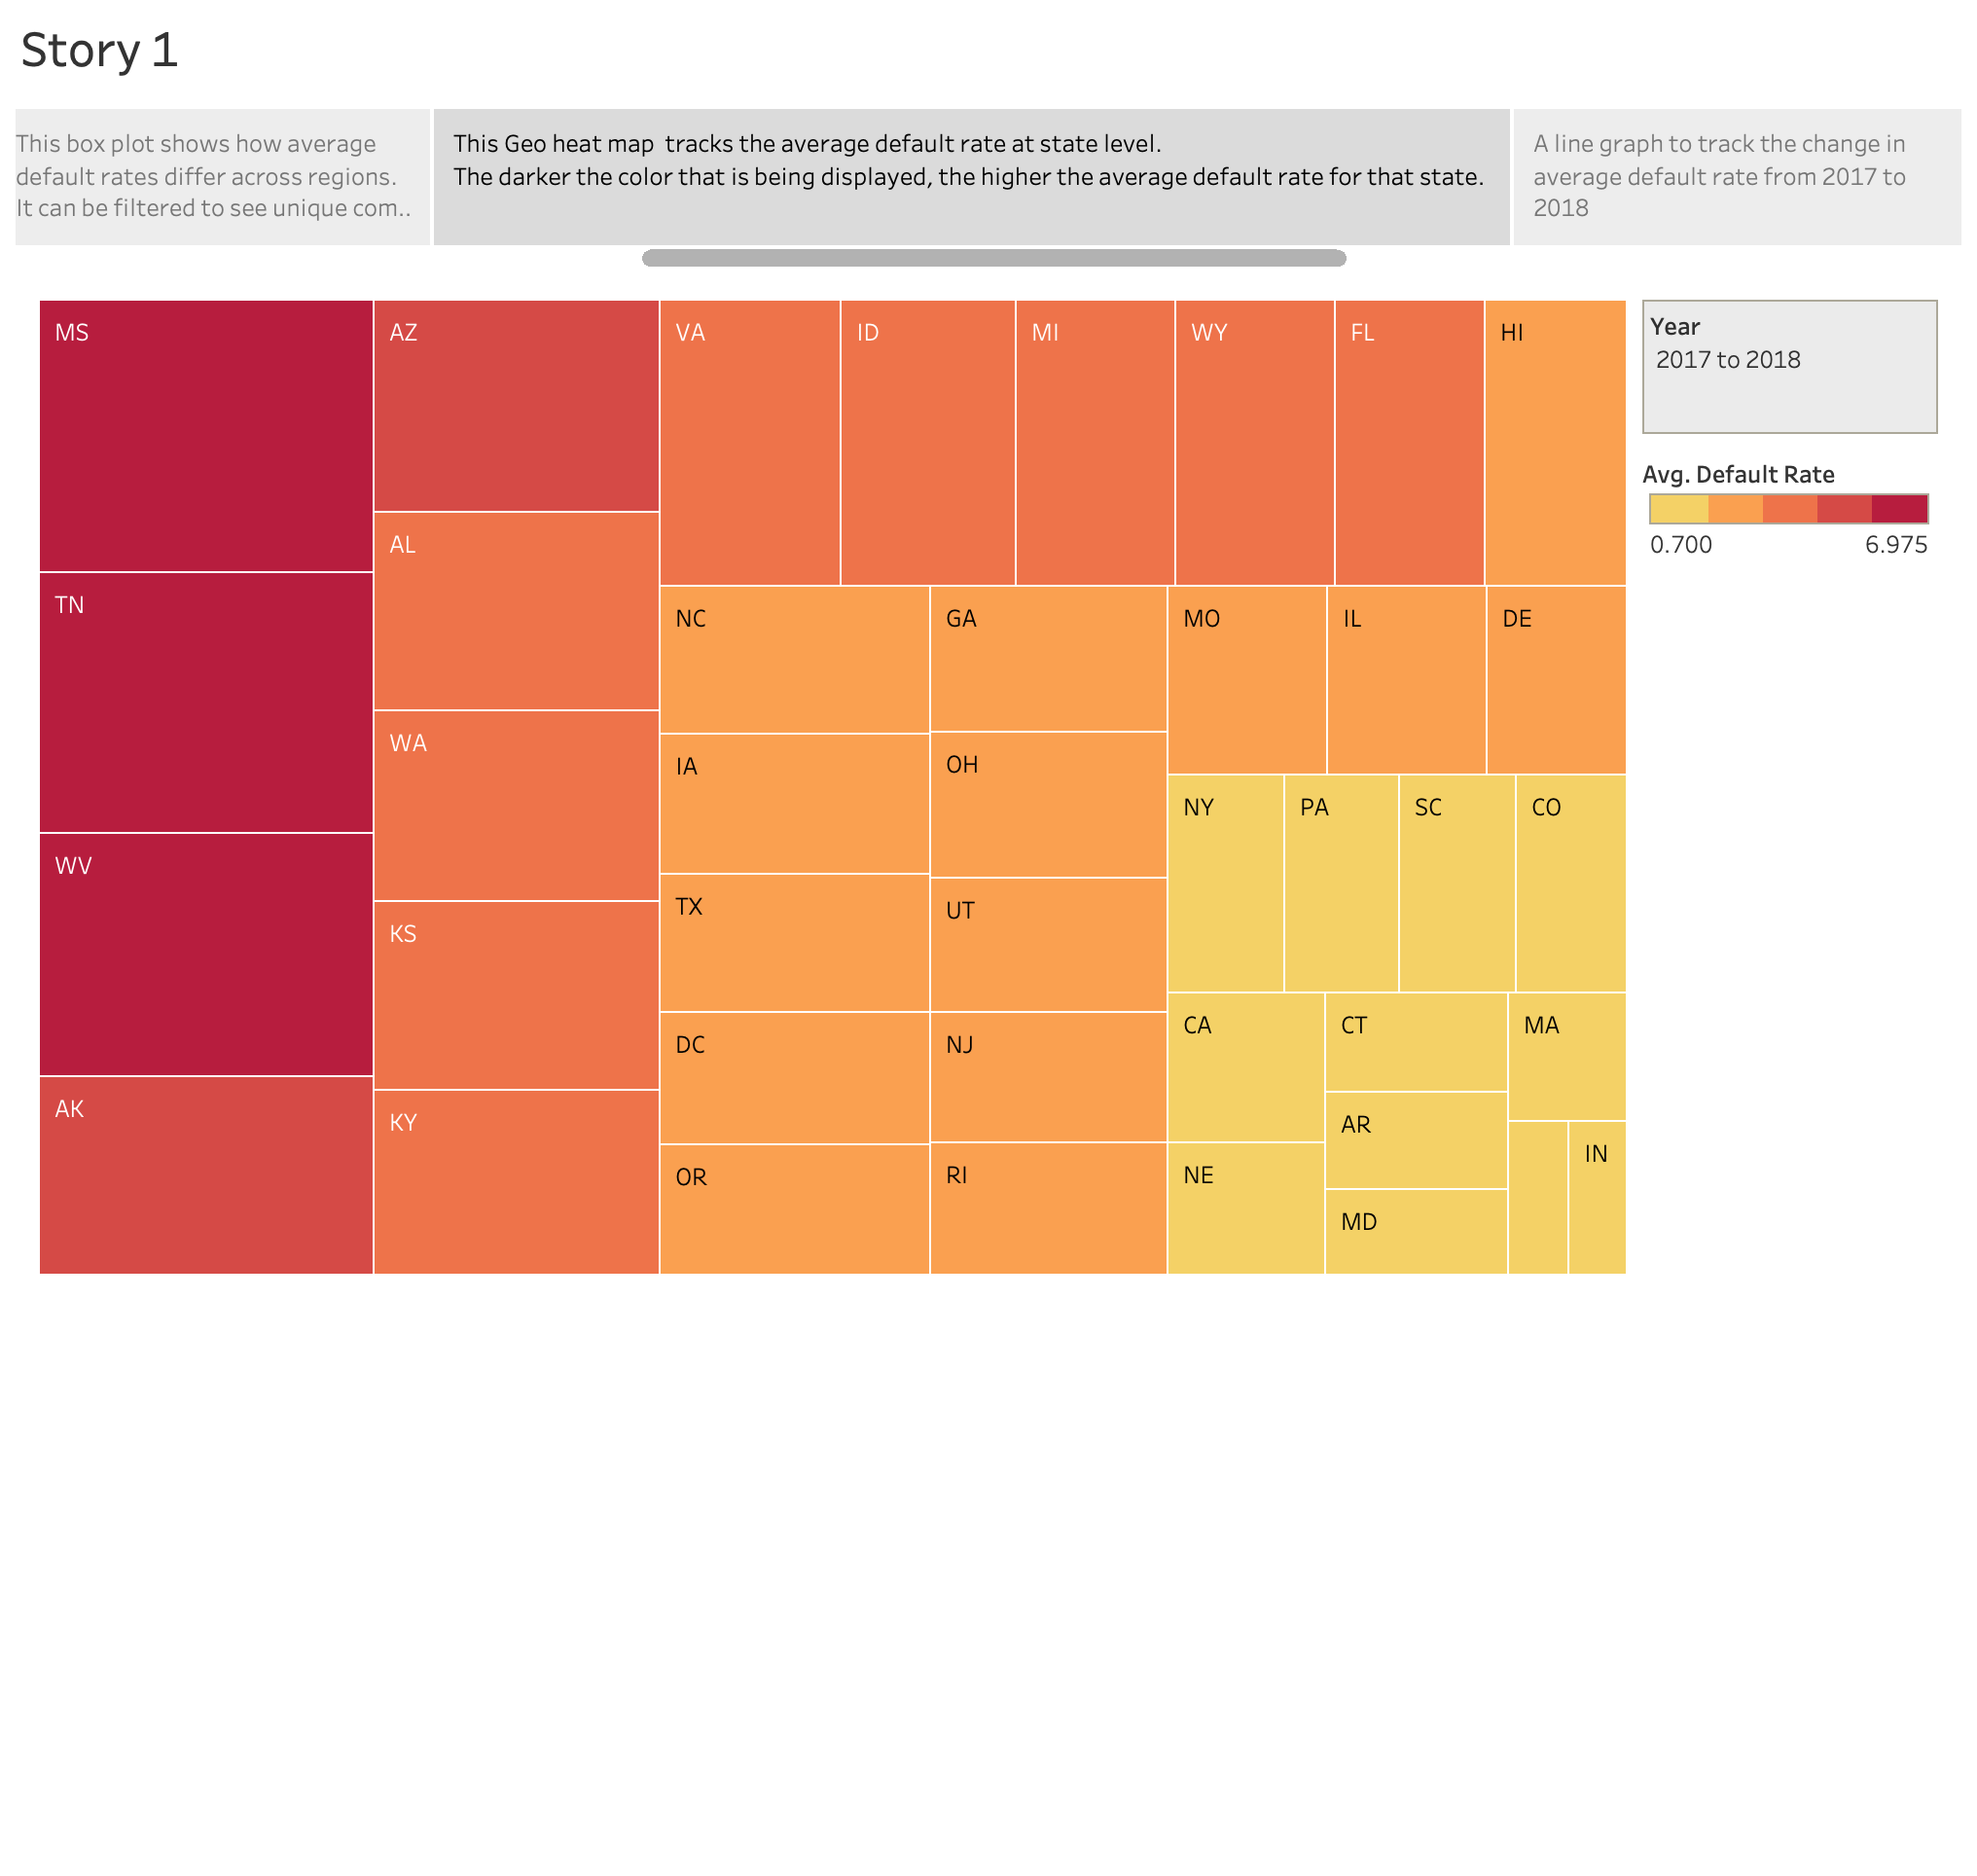 Story 1
This box plot shows how average
default rates differ across regions.
It can be filtered to see unique com..
This Geo heat map  tracks the average default rate at state level.
The darker the color that is being displayed, the higher the average default rate for that state.
A line graph to track the change in
average default rate from 2017 to
2018
MS
TN
WV
AK
AZ
AL
WA
KS
KY
VA
ID
MI
WY
FL
HI
NC
IA
TX
DC
OR
GA
OH
UT
NJ
RI
MO
IL
DE
NY
PA
SC
CO
CA
NE
CT
AR
MD
MA
IN
Year
2017 to 2018
Avg. Default Rate
0.700
6.975